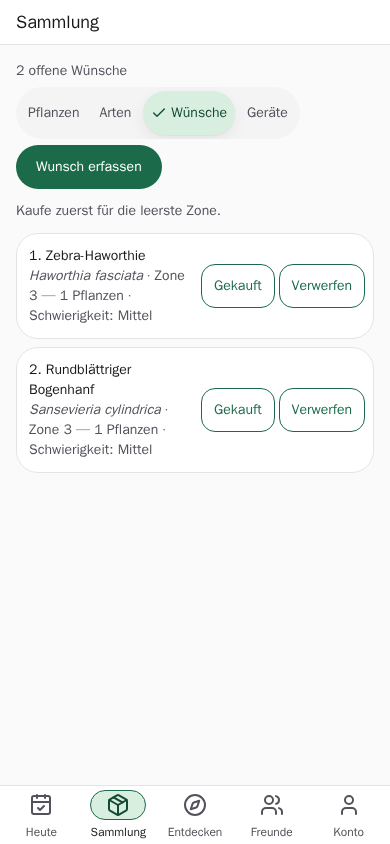 Sammlung
2 offene Wünsche
Pflanzen Arten Wünsche Geräte
Wunsch erfassen
Kaufe zuerst für die leerste Zone.
1. Zebra-Haworthie
Haworthia fasciata · Zone
3 — 1 Pflanzen ·
Schwierigkeit: Mittel
Gekauft Verwerfen
2. Rundblättriger
Bogenhanf
Sansevieria cylindrica ·
Zone 3 — 1 Pflanzen ·
Schwierigkeit: Mittel
Gekauft Verwerfen
Heute Sammlung Entdecken Freunde Konto